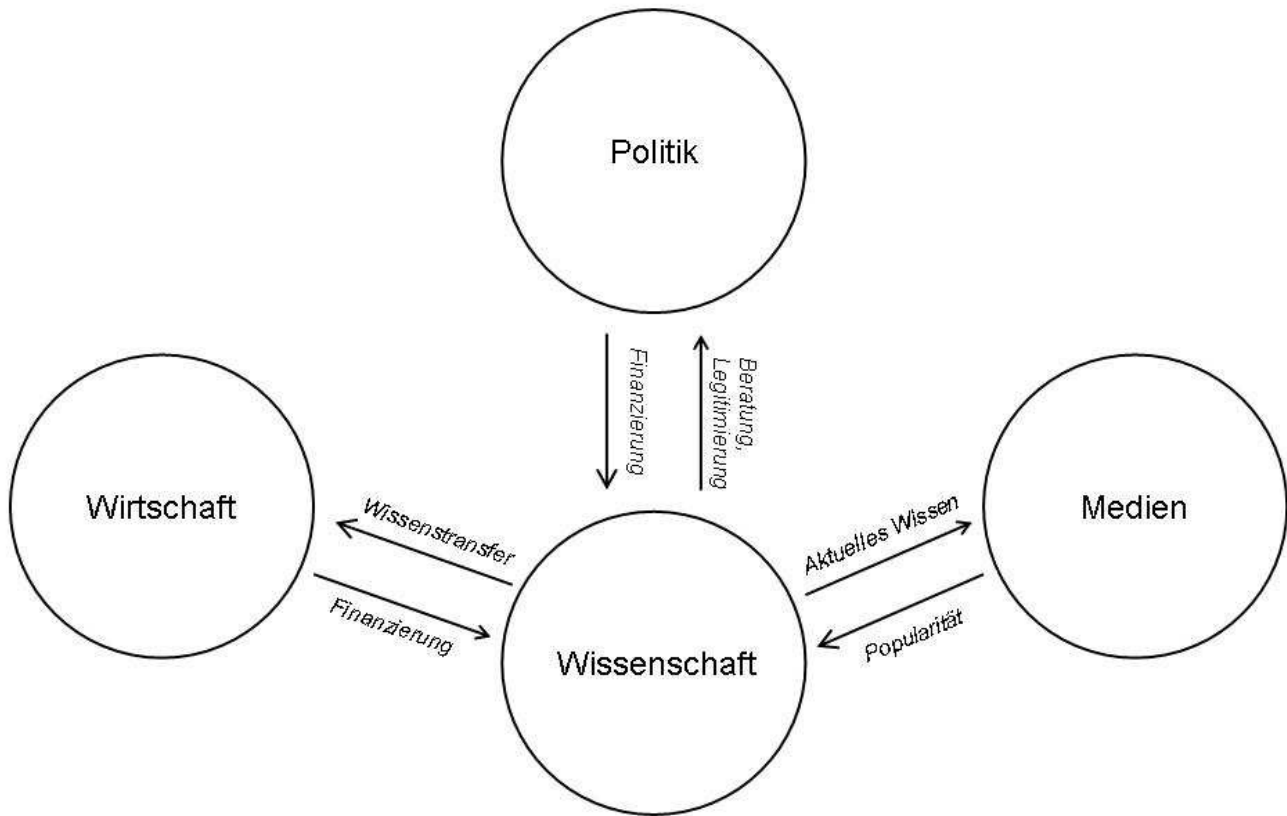 Politik
Finanzierung
Beratung,
Legitimierung
Wirtschaft
Medien
Wissenstransfer
Finanzierung
Aktuelles Wissen
Popularität
Wissenschaft